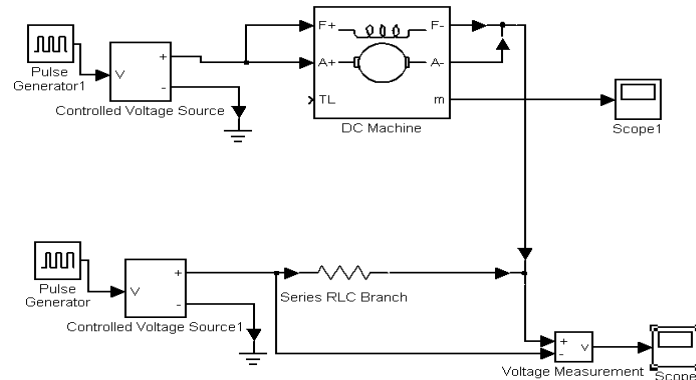 F+
F-
Pulse
Generator1
V
+
-
A+
A-
Controlled Voltage Source
TL
m
DC Machine
Scope1
Pulse
Generator
V
+
-
Series RLC Branch
Controlled Voltage Source1
+
-
v
Voltage Measurement
Scope